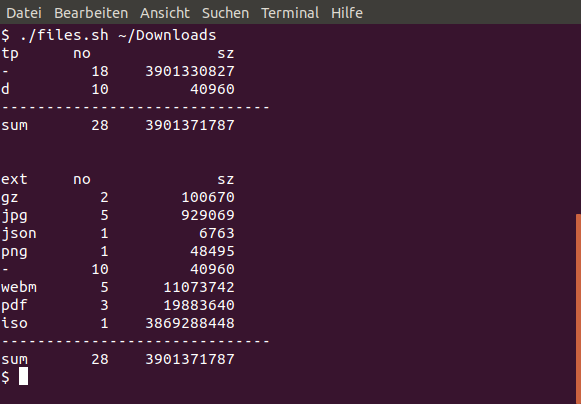 Datei Bearbeiten Ansicht Suchen Terminal Hilfe
$ ./files.sh ~/Downloads
tp      no              sz
-         18    3901330827
d         10         40960
------------------------------
sum       28    3901371787
ext     no              sz
gz         2        100670
jpg        5        929069
json       1          6763
png        1         48495
-         10         40960
webm       5      11073742
pdf        3      19883640
iso        1    3869288448
------------------------------
sum       28    3901371787
$